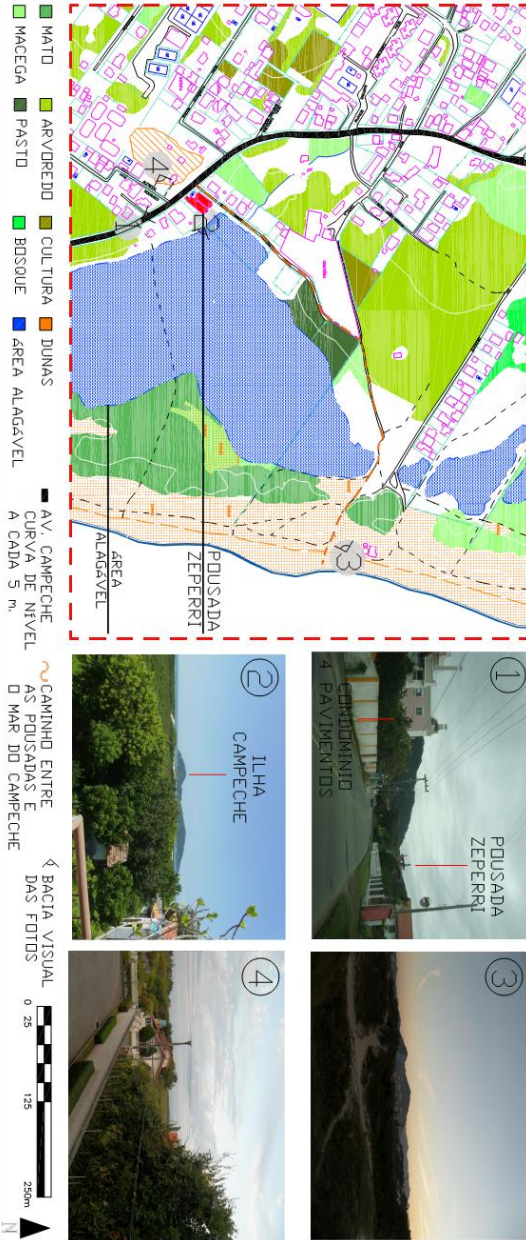 4
3
POUSADA
ZEPERRI
ÁREA
ALAGÁVEL
1
POUSADA
ZEPERRI
CONDOMÍNIO
4 PAVIMENTOS
3
2
ILHA
CAMPECHE
4
MATO ARVOREDO CULTURA DUNAS
MACEGA PASTO BOSQUE ÁREA ALAGÁVEL
AV. CAMPECHE
CURVA DE NÍVEL
A CADA 5 m.
CAMINHO ENTRE
AS POUSADAS E
O MAR DO CAMPECHE
BACIA VISUAL
DAS FOTOS
0 25 125 250m
N